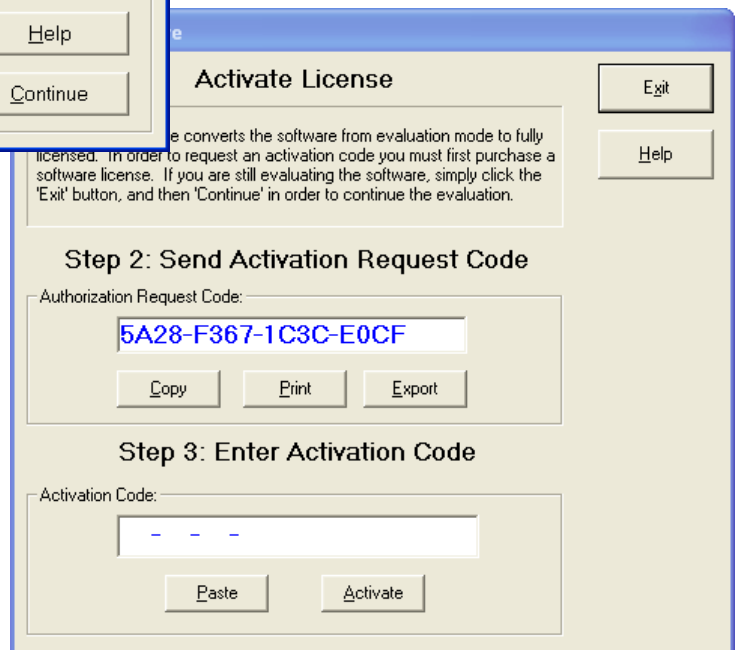 Help
Continue
e
Activate License
Exit
Help
e converts the software from evaluation mode to fully
licensed. In order to request an activation code you must first purchase a
software license. If you are still evaluating the software, simply click the
'Exit' button, and then 'Continue' in order to continue the evaluation.
Step 2: Send Activation Request Code
Authorization Request Code:
5A28-F367-1C3C-E0CF
Copy Print Export
Step 3: Enter Activation Code
Activation Code:
- - -
Paste Activate